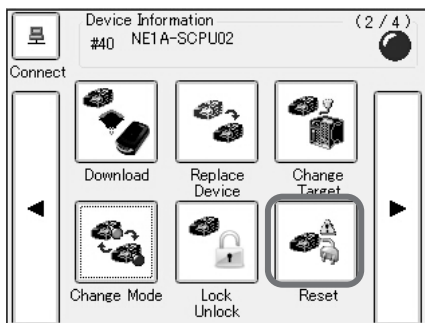 Device Information (2/4)
#40 NE1A-SCPU02
Connect
Download Replace Device Change Target
Change Mode Lock Unlock Reset